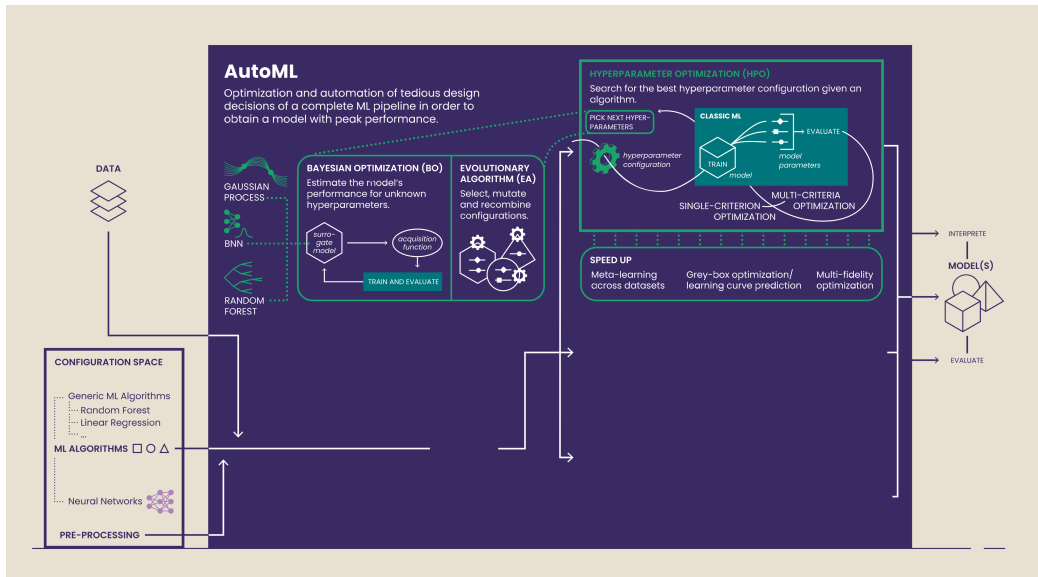 AutoML
Optimization and automation of tedious design
decisions of a complete ML pipeline in order to
obtain a model with peak performance.
DATA
GAUSSIAN
PROCESS
BNN
RANDOM
FOREST
BAYESIAN OPTIMIZATION (BO)
Estimate the model's
performance for unknown
hyperparameters.
surro-
gate
model
acquisition
function
TRAIN AND EVALUATE
EVOLUTIONARY
ALGORITHM (EA)
Select, mutate
and recombine
configurations.
HYPERPARAMETER OPTIMIZATION (HPO)
Search for the best hyperparameter configuration given an
algorithm.
PICK NEXT HYPER-
PARAMETERS
hyperparameter
configuration
CLASSIC ML
TRAIN
model
EVALUATE
model
parameters
MULTI-CRITERIA
OPTIMIZATION
SINGLE-CRITERION
OPTIMIZATION
SPEED UP
Meta-learning
across datasets
Grey-box optimization/
learning curve prediction
Multi-fidelity
optimization
INTERPRETE
MODEL(S)
EVALUATE
CONFIGURATION SPACE
Generic ML Algorithms
Random Forest
Linear Regression
...
ML ALGORITHMS
Neural Networks
PRE-PROCESSING